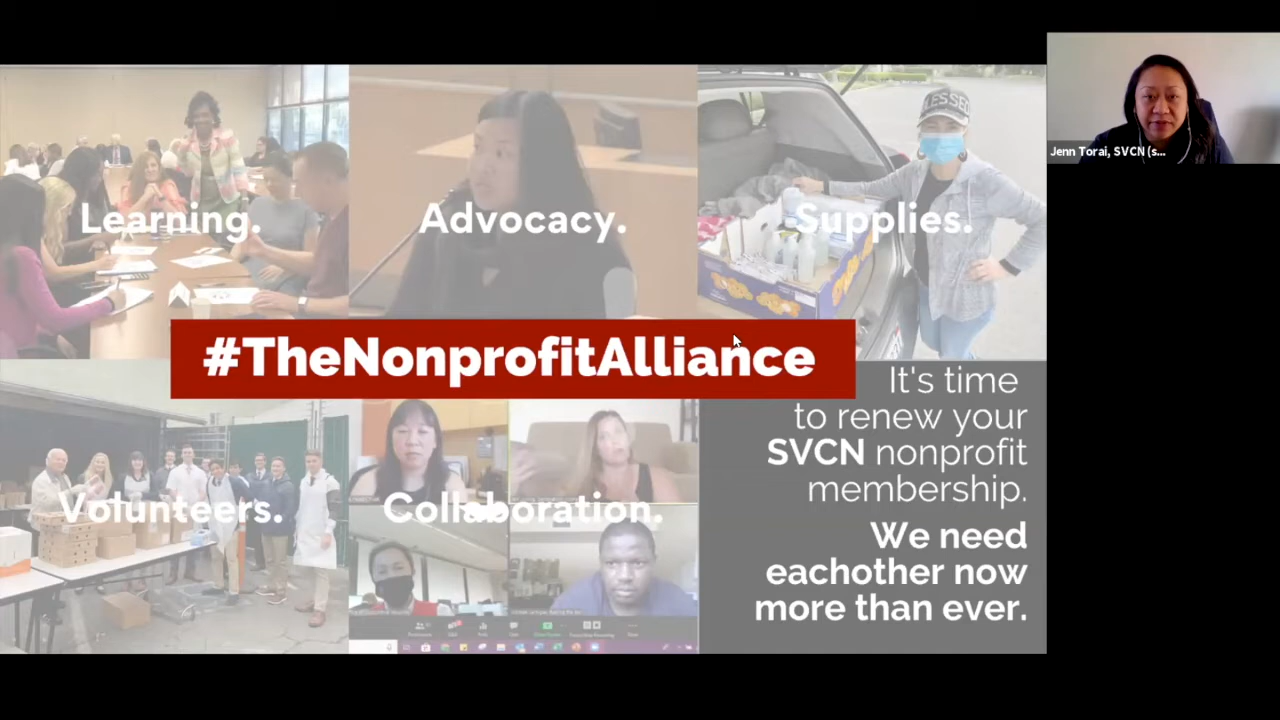 Learning.
Advocacy.
Supplies.
BLESSED
Jenn Torai, SVCN (s...
#TheNonprofitAlliance
It's time
to renew your
SVCN nonprofit
membership.
We need
eachother now
more than ever.
Volunteers.
Collaboration.